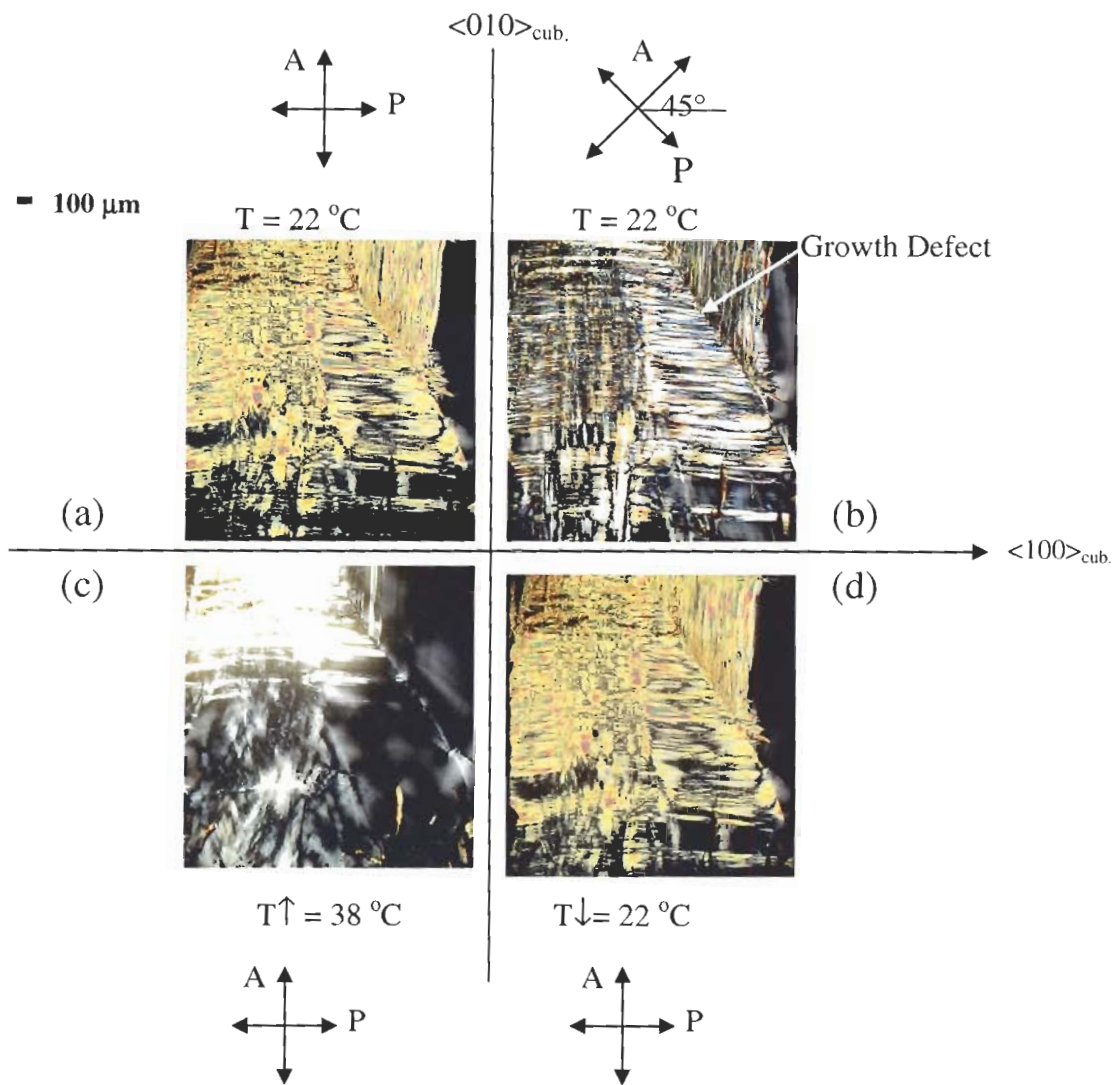 <010>cub.
A
P
A
45°
P
100 μm
T = 22 °C
T = 22 °C
Growth Defect
(a)
(b)
<100>cub.
(c)
(d)
T↑ = 38 °C
T↓= 22 °C
A
P
A
P